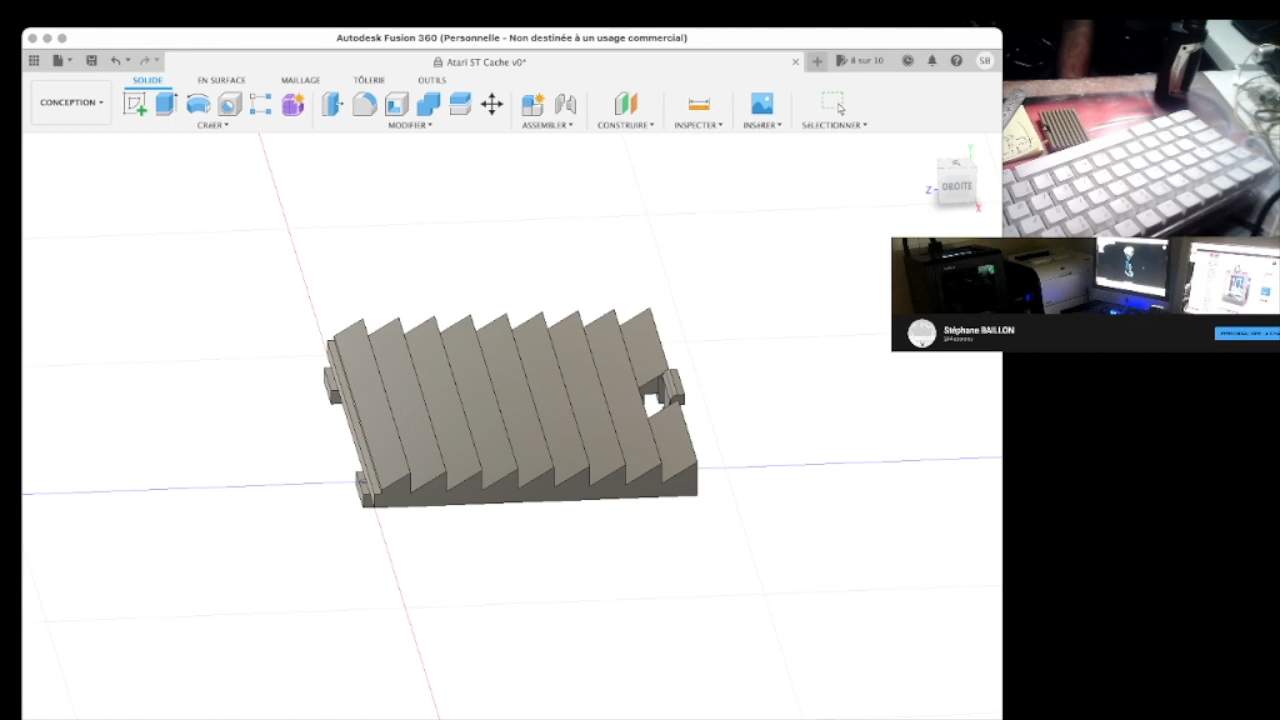 Autodesk Fusion 360 (Personnelle - Non destinée à un usage commercial)
Atari ST Cache v0*
8 sur 10
SB
CONCEPTION
SOLIDE
EN SURFACE
MAILLAGE
TÔLERIE
OUTILS
CRÉER
MODIFIER
ASSEMBLER
CONSTRUIRE
INSPECTER
INSÉRER
SÉLECTIONNER
Y
Z
DROITE
X
Stéphane BAILLON